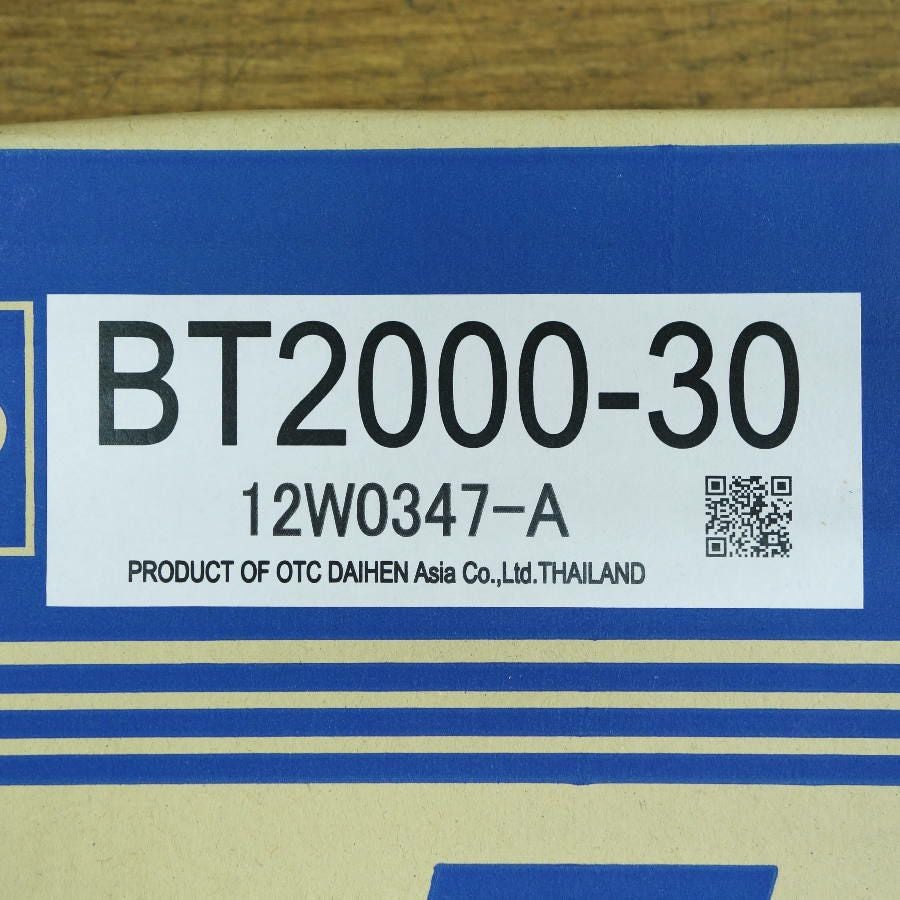 BT2000-30
12W0347-A
PRODUCT OF OTC DAIHEN Asia Co.,Ltd.THAILAND